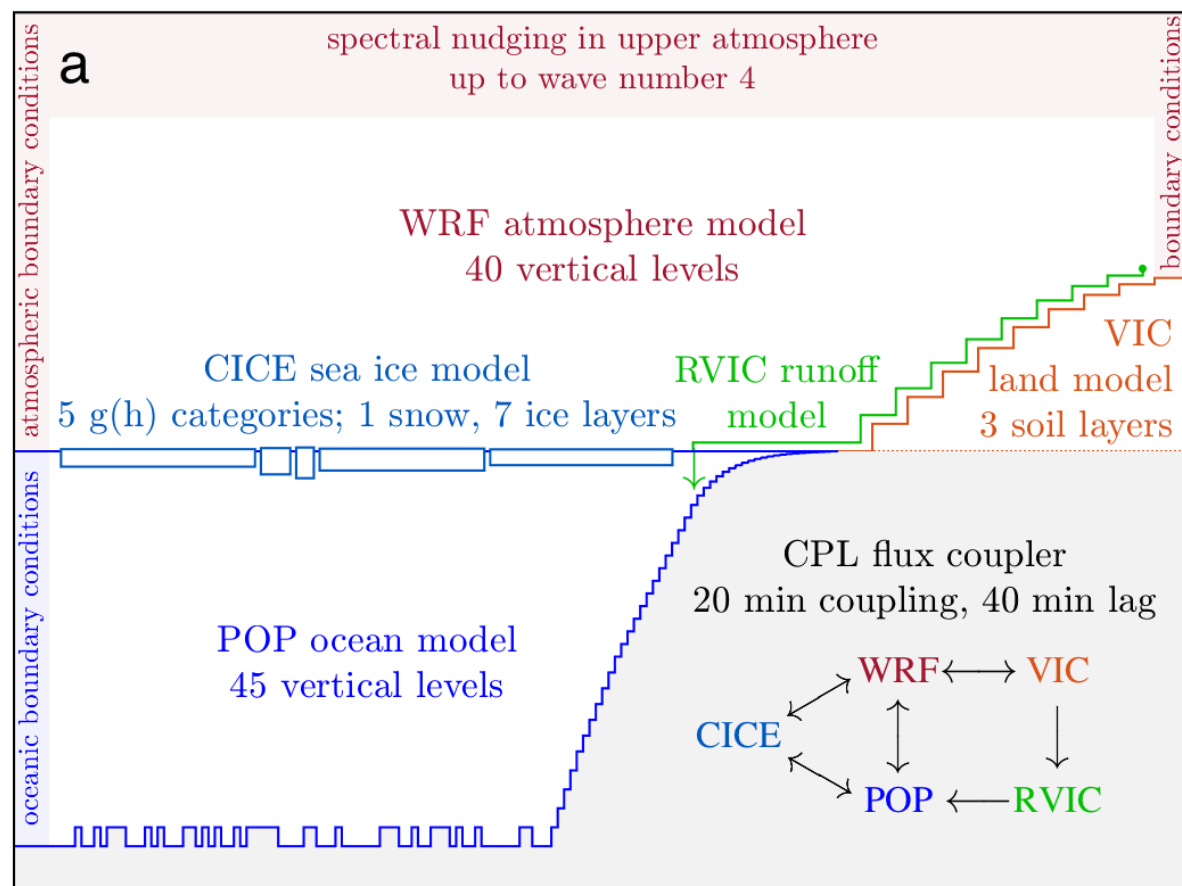 a
spectral nudging in upper atmosphere
up to wave number 4
atmospheric boundary conditions
boundary conditions
WRF atmosphere model
40 vertical levels
CICE sea ice model
5 g(h) categories; 1 snow, 7 ice layers
RVIC runoff
model
VIC
land model
3 soil layers
oceanic boundary conditions
POP ocean model
45 vertical levels
CPL flux coupler
20 min coupling, 40 min lag
WRF
VIC
CICE
POP
RVIC